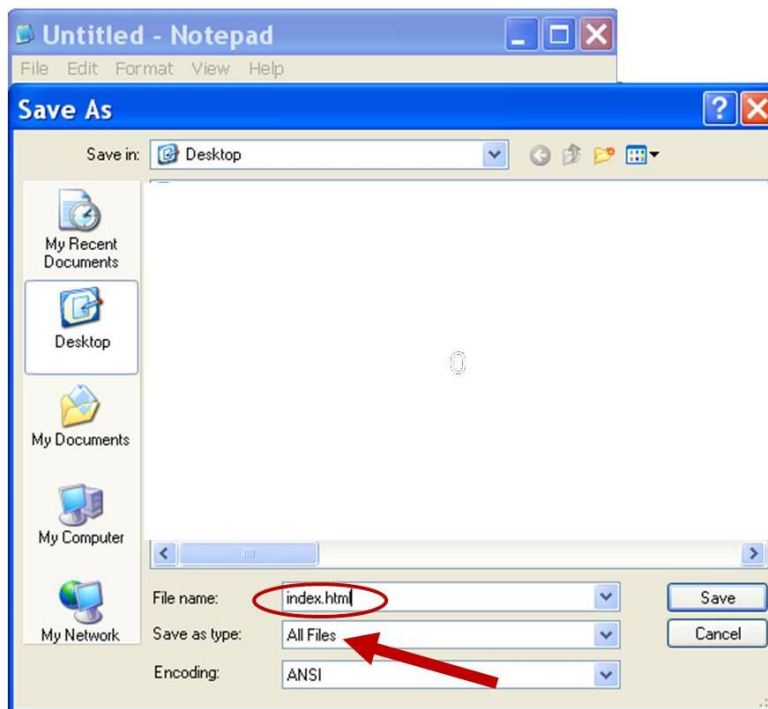 Untitled - Notepad
File Edit Format View Help
Save As
Save in: Desktop
My Recent
Documents
Desktop
My Documents
My Computer
My Network
File name: index.html
Save
Save as type: All Files
Cancel
Encoding: ANSI
0